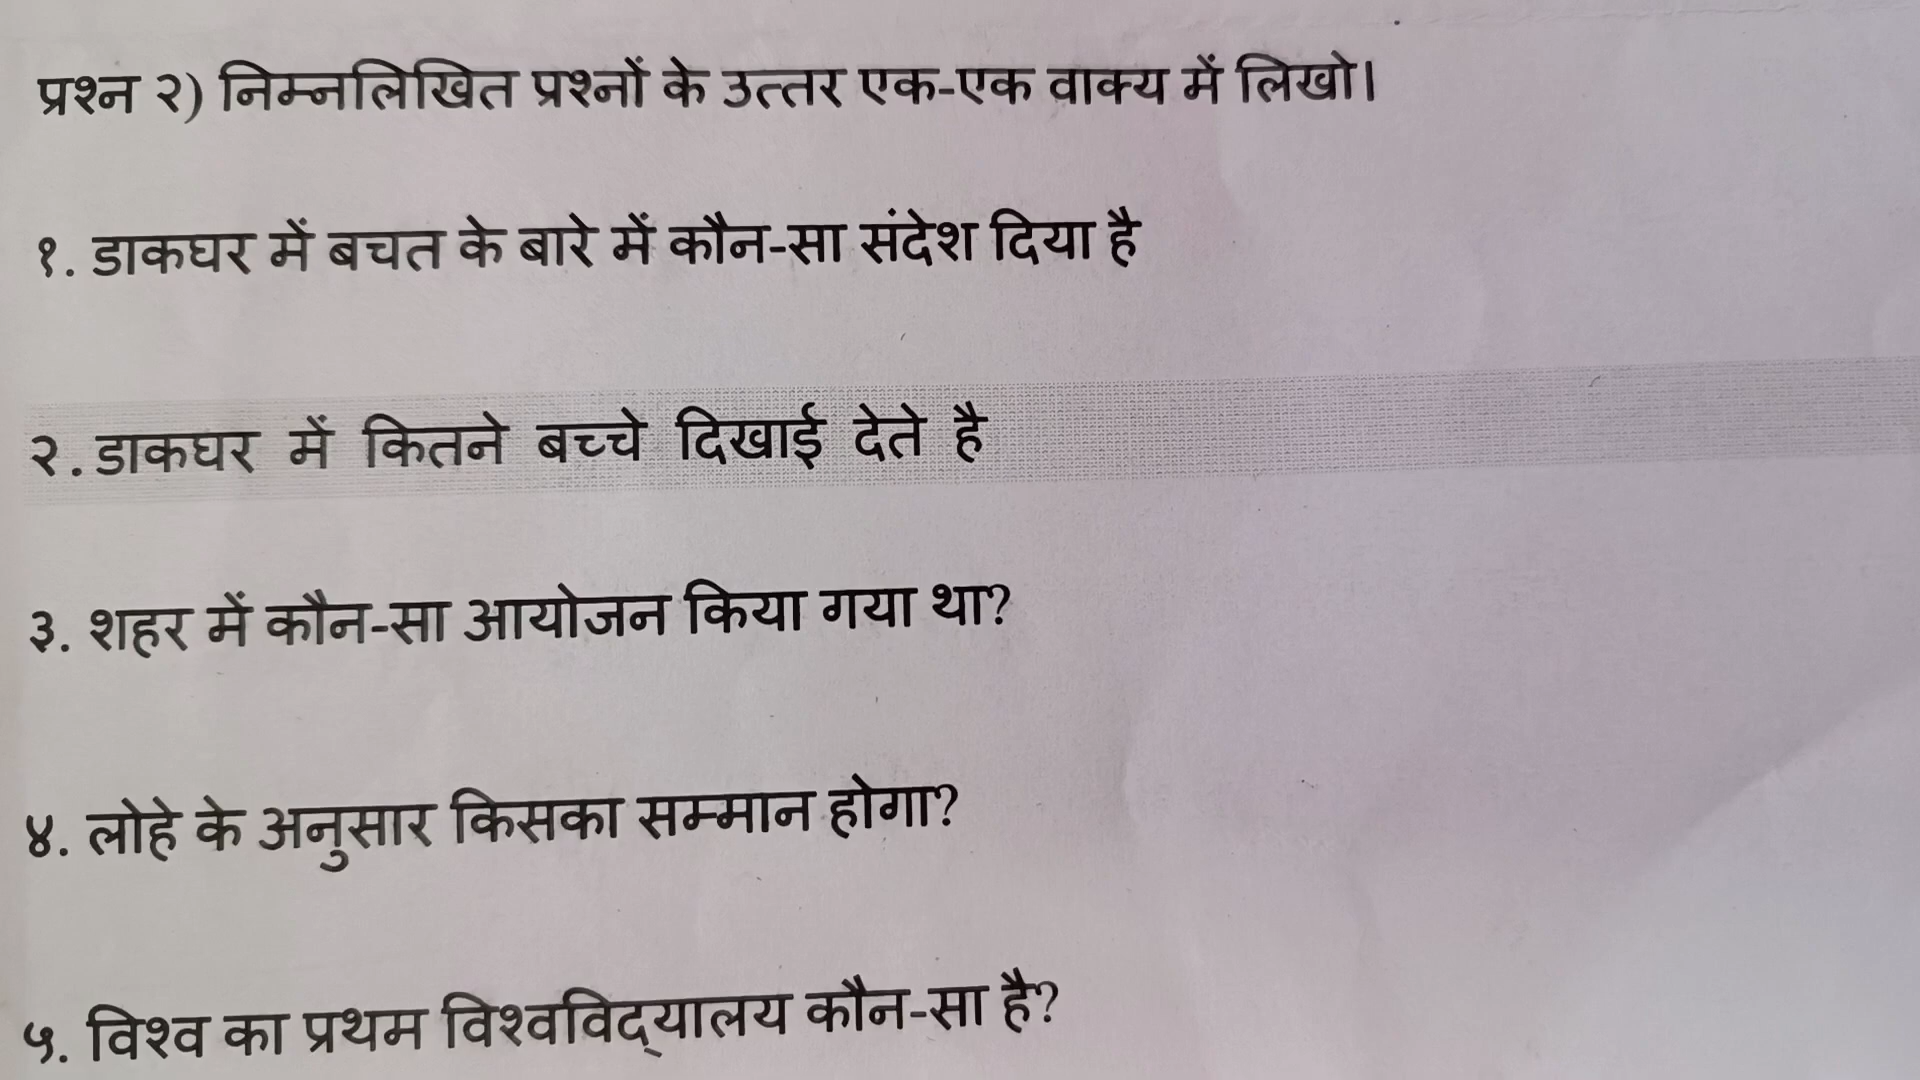 प्रश्न २) निम्नलिखित प्रश्नों के उत्तर एक-एक वाक्य में लिखो।
१. डाकघर में बचत के बारे में कौन-सा संदेश दिया है
२. डाकघर में कितने बच्चे दिखाई देते है
३. शहर में कौन-सा आयोजन किया गया था?
४. लोहे के अनुसार किसका सम्मान होगा?
५. विश्व का प्रथम विश्वविद्‌यालय कौन-सा है?